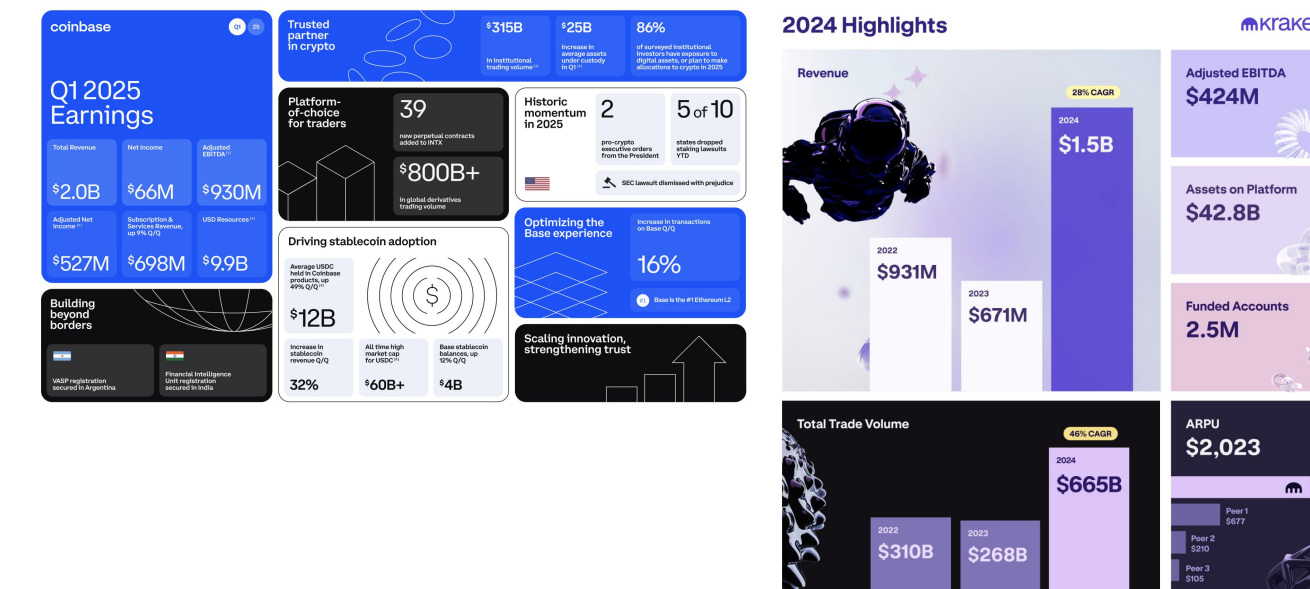 coinbase
Q1 25
Q1 2025
Earnings
Total Revenue
$2.0B
Net Income
$66M
Adjusted
EBITDA [1]
$930M
Adjusted Net
Income [1]
$527M
Subscription &
Services Revenue,
up 9% Q/Q
$698M
USD Resources [2]
$9.9B
Building
beyond
borders
VASP registration
secured in Argentina
Financial Intelligence
Unit registration
secured in India
Trusted
partner
in crypto
$315B
in institutional
trading volume
$25B
increase in
average assets
under custody
in Q1
86%
of surveyed institutional
investors have exposure to
digital assets, or plan to make
allocations to crypto in 2025
Platform-
of-choice
for traders
39
new perpetual contracts
added to INTX
$800B+
in global derivatives
trading volume
Historic
momentum
in 2025
2
pro-crypto
executive orders
from the President
5 of 10
states dropped
staking lawsuits
YTD
SEC lawsuit dismissed with prejudice
Driving stablecoin adoption
Average USDC
held in Coinbase
products, up
49% Q/Q
$12B
$
Increase in
stablecoin
revenue Q/Q
32%
All time high
market cap
for USDC
$60B+
Base stablecoin
balances, up
12% Q/Q
$4B
Optimizing the
Base experience
Increase in transactions
on Base Q/Q
16%
#1 Base is the #1 Ethereum L2
Scaling innovation,
strengthening trust
2024 Highlights
mkrake
Revenue
28% CAGR
2022
$931M
2023
$671M
2024
$1.5B
Adjusted EBITDA
$424M
Assets on Platform
$42.8B
Funded Accounts
2.5M
Total Trade Volume
46% CAGR
2022
$310B
2023
$268B
2024
$665B
ARPU
$2,023
Peer 1
$677
Peer 2
$210
Peer 3
$105